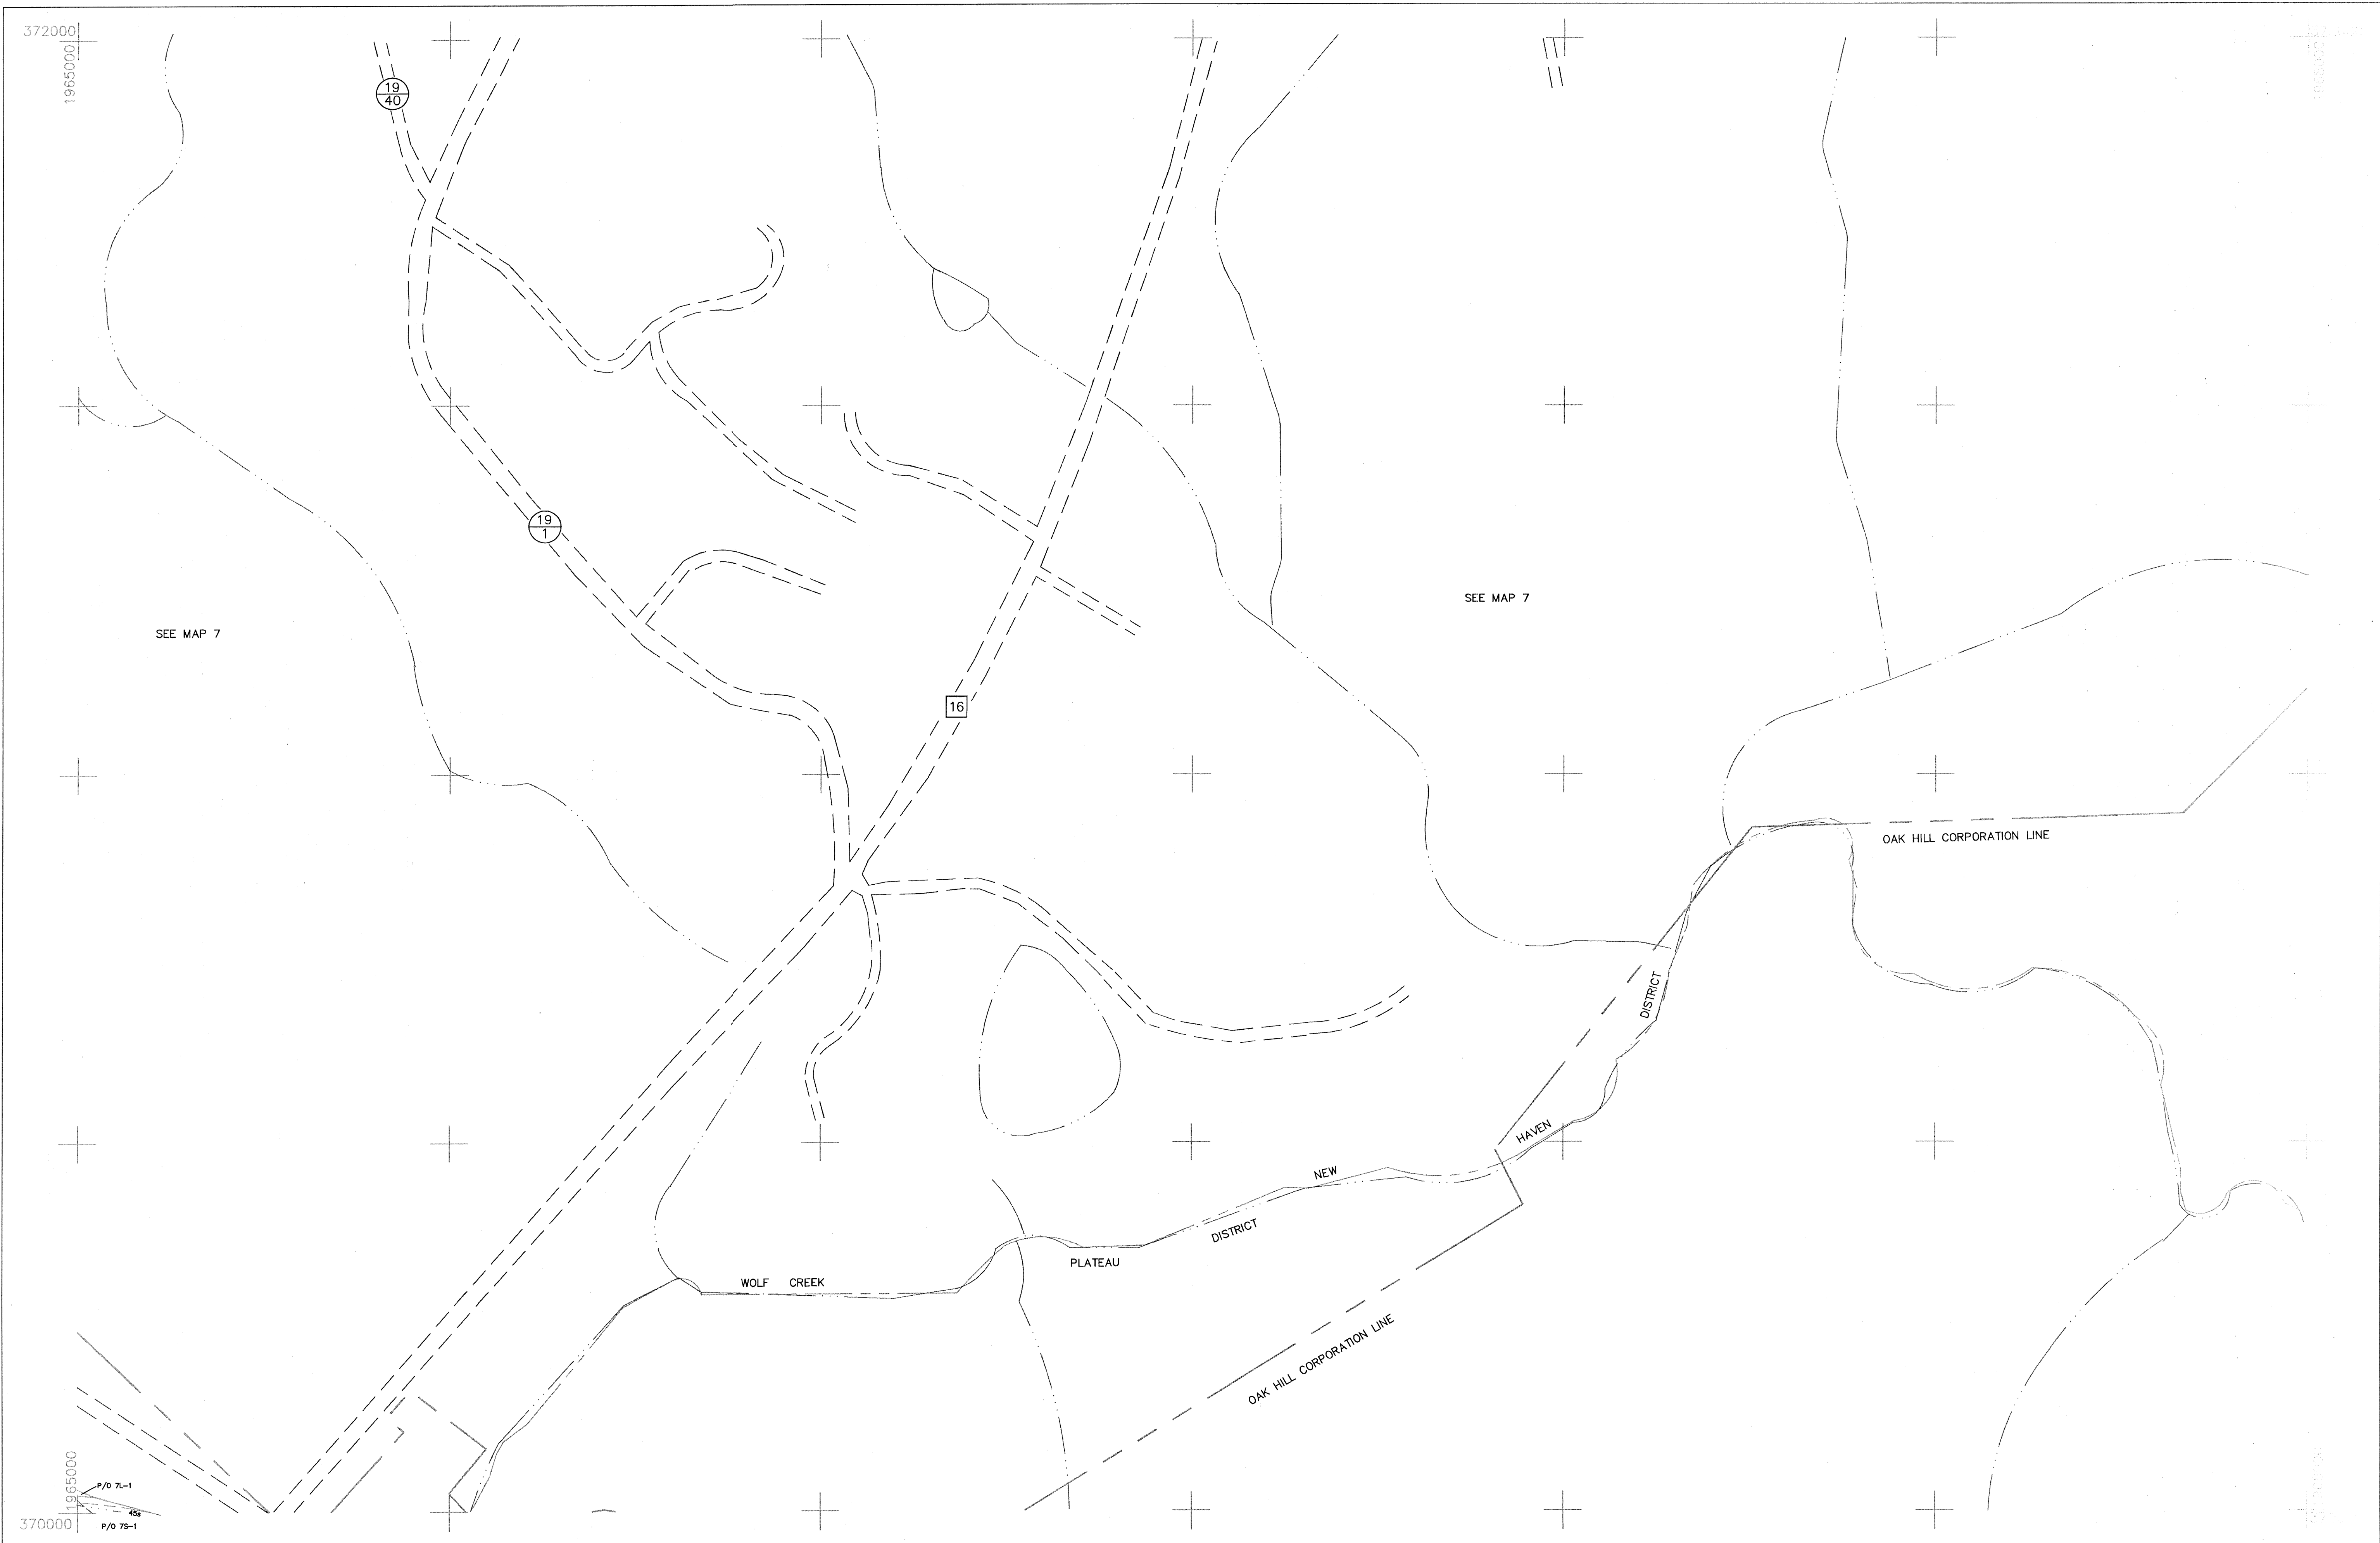 372000
1965000
19
40
19
1
SEE MAP 7
SEE MAP 7
16
OAK HILL CORPORATION LINE
DISTRICT
HAVEN
NEW
DISTRICT
PLATEAU
WOLF CREEK
OAK HILL CORPORATION LINE
1965000
P/O 7L-1
45s
370000
P/O 7S-1